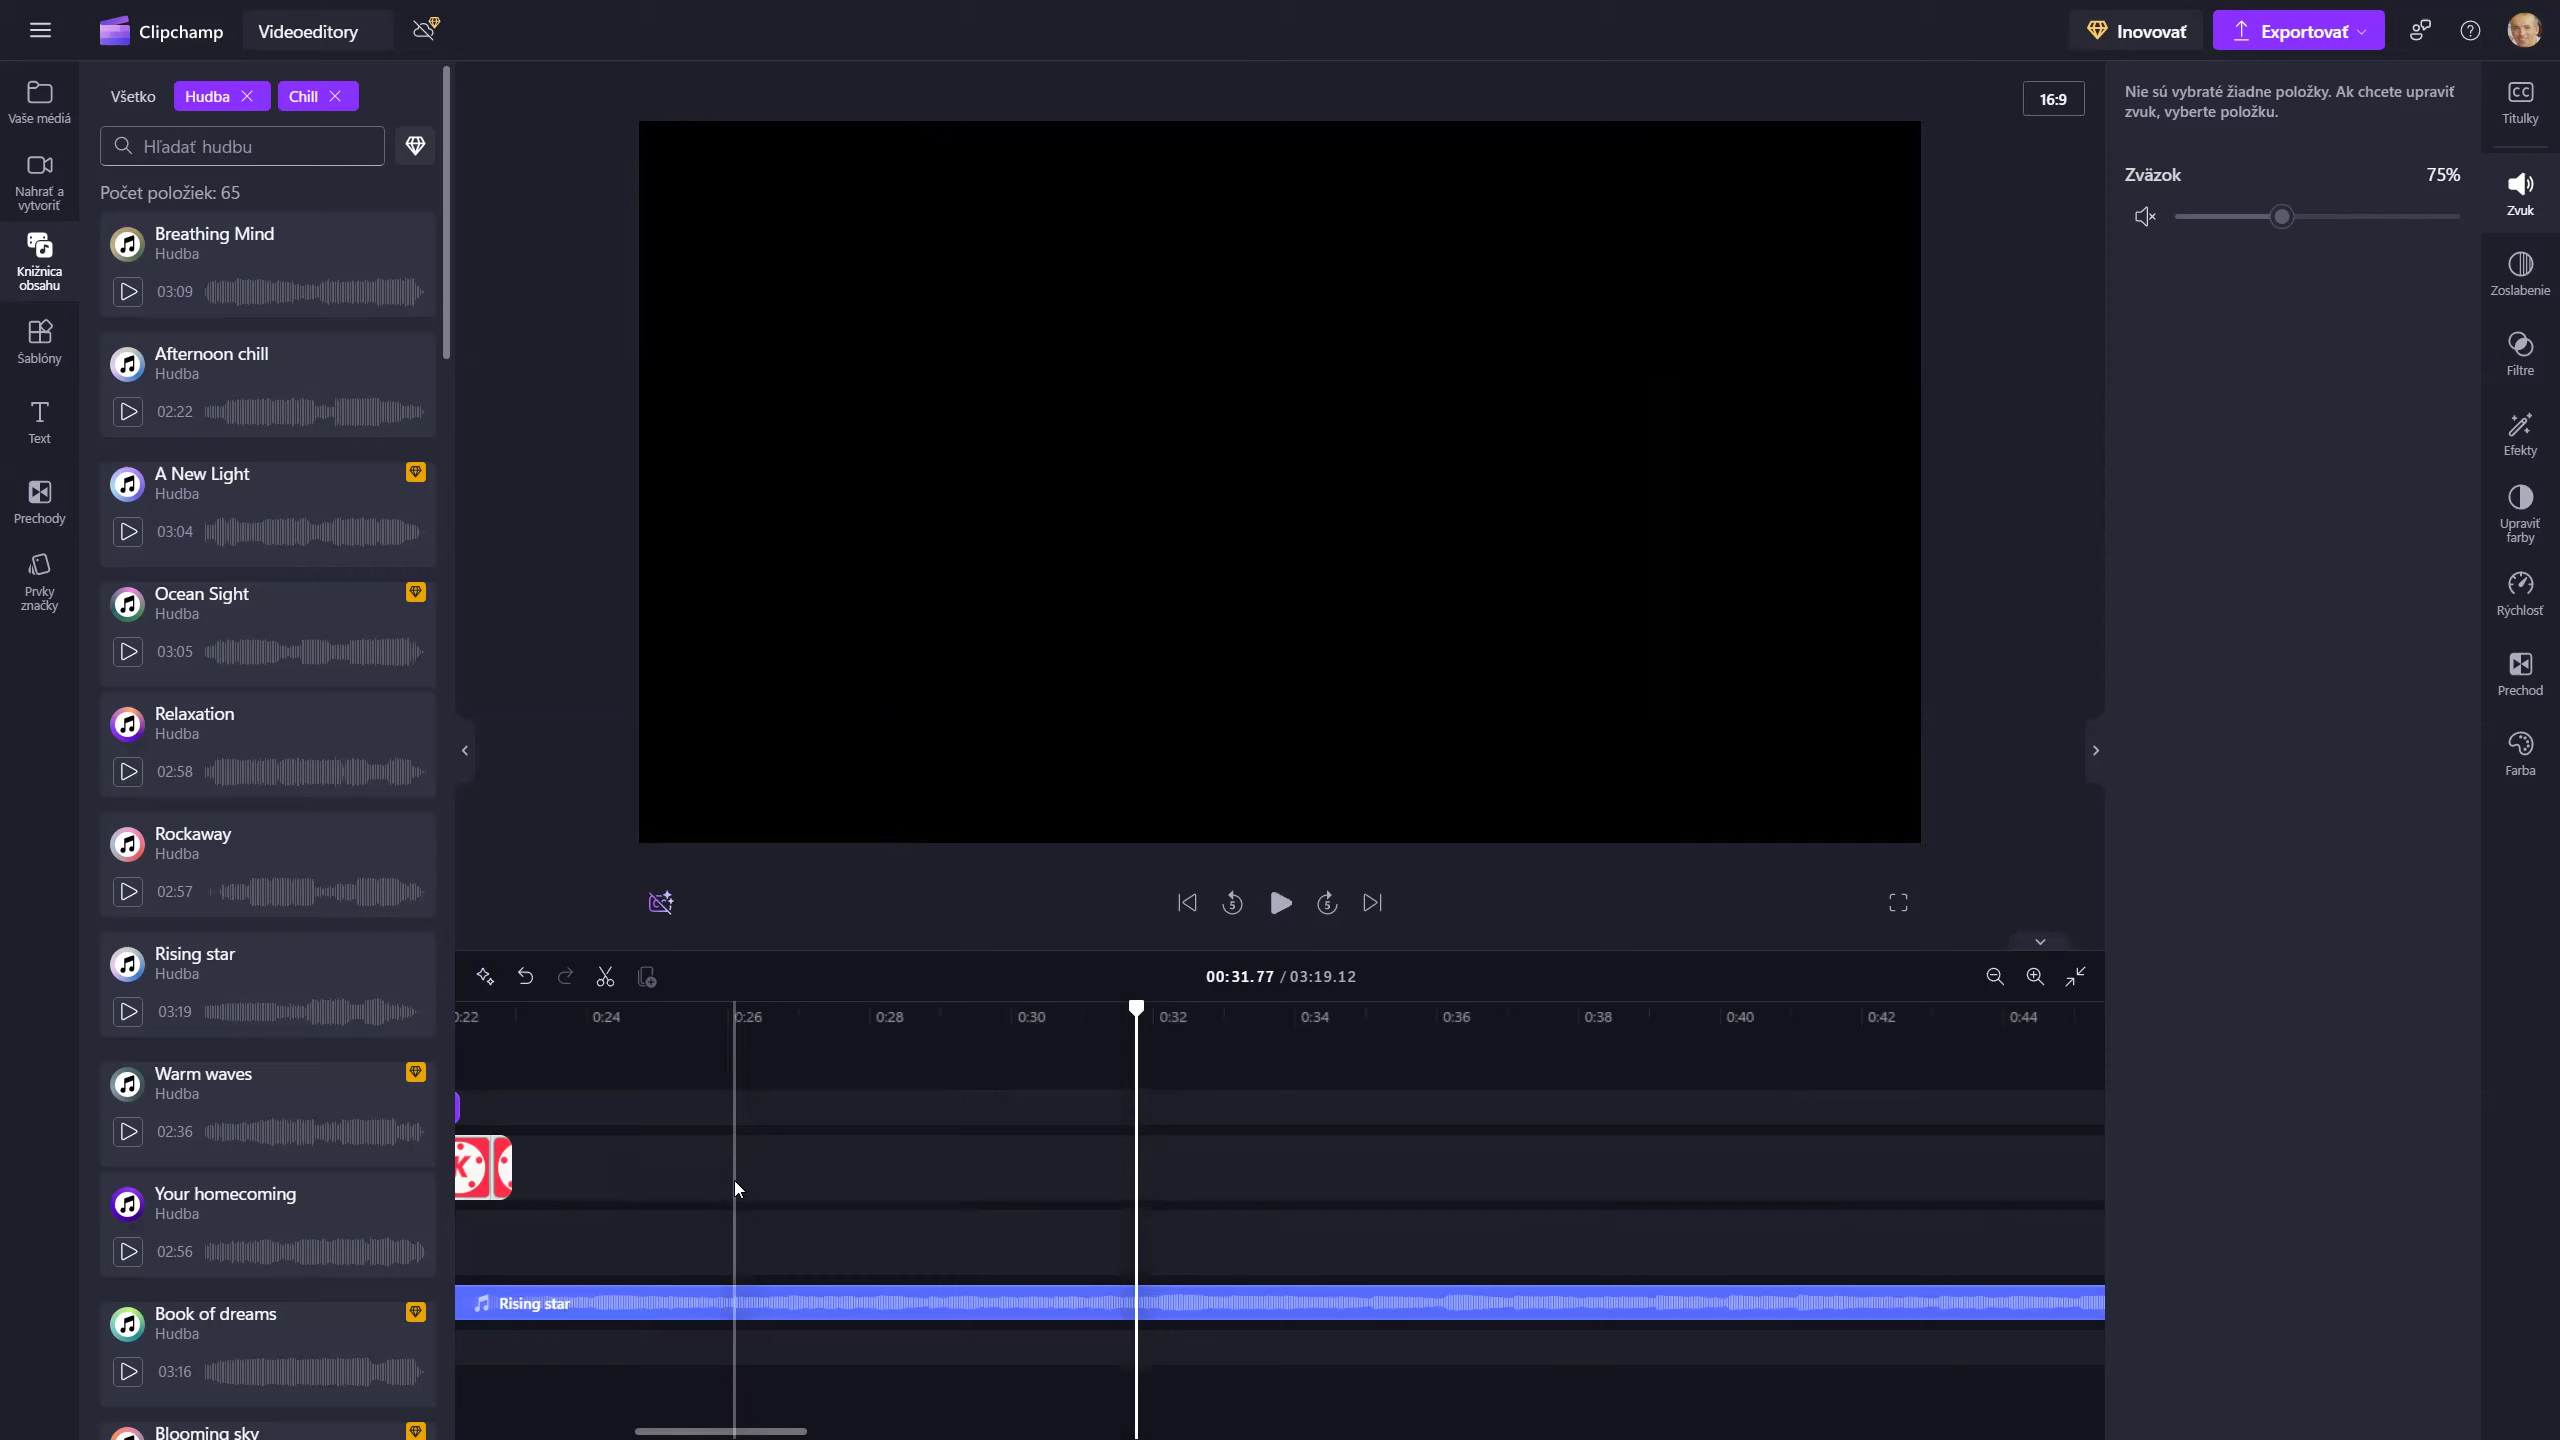 Clipchamp
Videoeditory
Inovovať
Exportovať
Vaše médiá
Nahrať a
vytvoriť
Knižnica
obsahu
Šablóny
Text
Prechody
Prvky
značky
Všetko
Hudba
Chill
Hľadať hudbu
Počet položiek: 65
Breathing Mind
Hudba
03:09
Afternoon chill
Hudba
02:22
A New Light
Hudba
03:04
Ocean Sight
Hudba
03:05
Relaxation
Hudba
02:58
Rockaway
Hudba
02:57
Rising star
Hudba
03:19
Warm waves
Hudba
02:36
Your homecoming
Hudba
02:56
Book of dreams
Hudba
03:16
Blooming sky
16:9
5
5
00:31.77 / 03:19.12
0:22
0:24
0:26
0:28
0:30
0:32
0:34
0:36
0:38
0:40
0:42
0:44
K
Rising star
Nie sú vybraté žiadne položky. Ak chcete upraviť
zvuk, vyberte položku.
Zväzok
75%
CC
Titulky
Zvuk
Zoslabenie
Filtre
Efekty
Upraviť
farby
Rýchlosť
Prechod
Farba